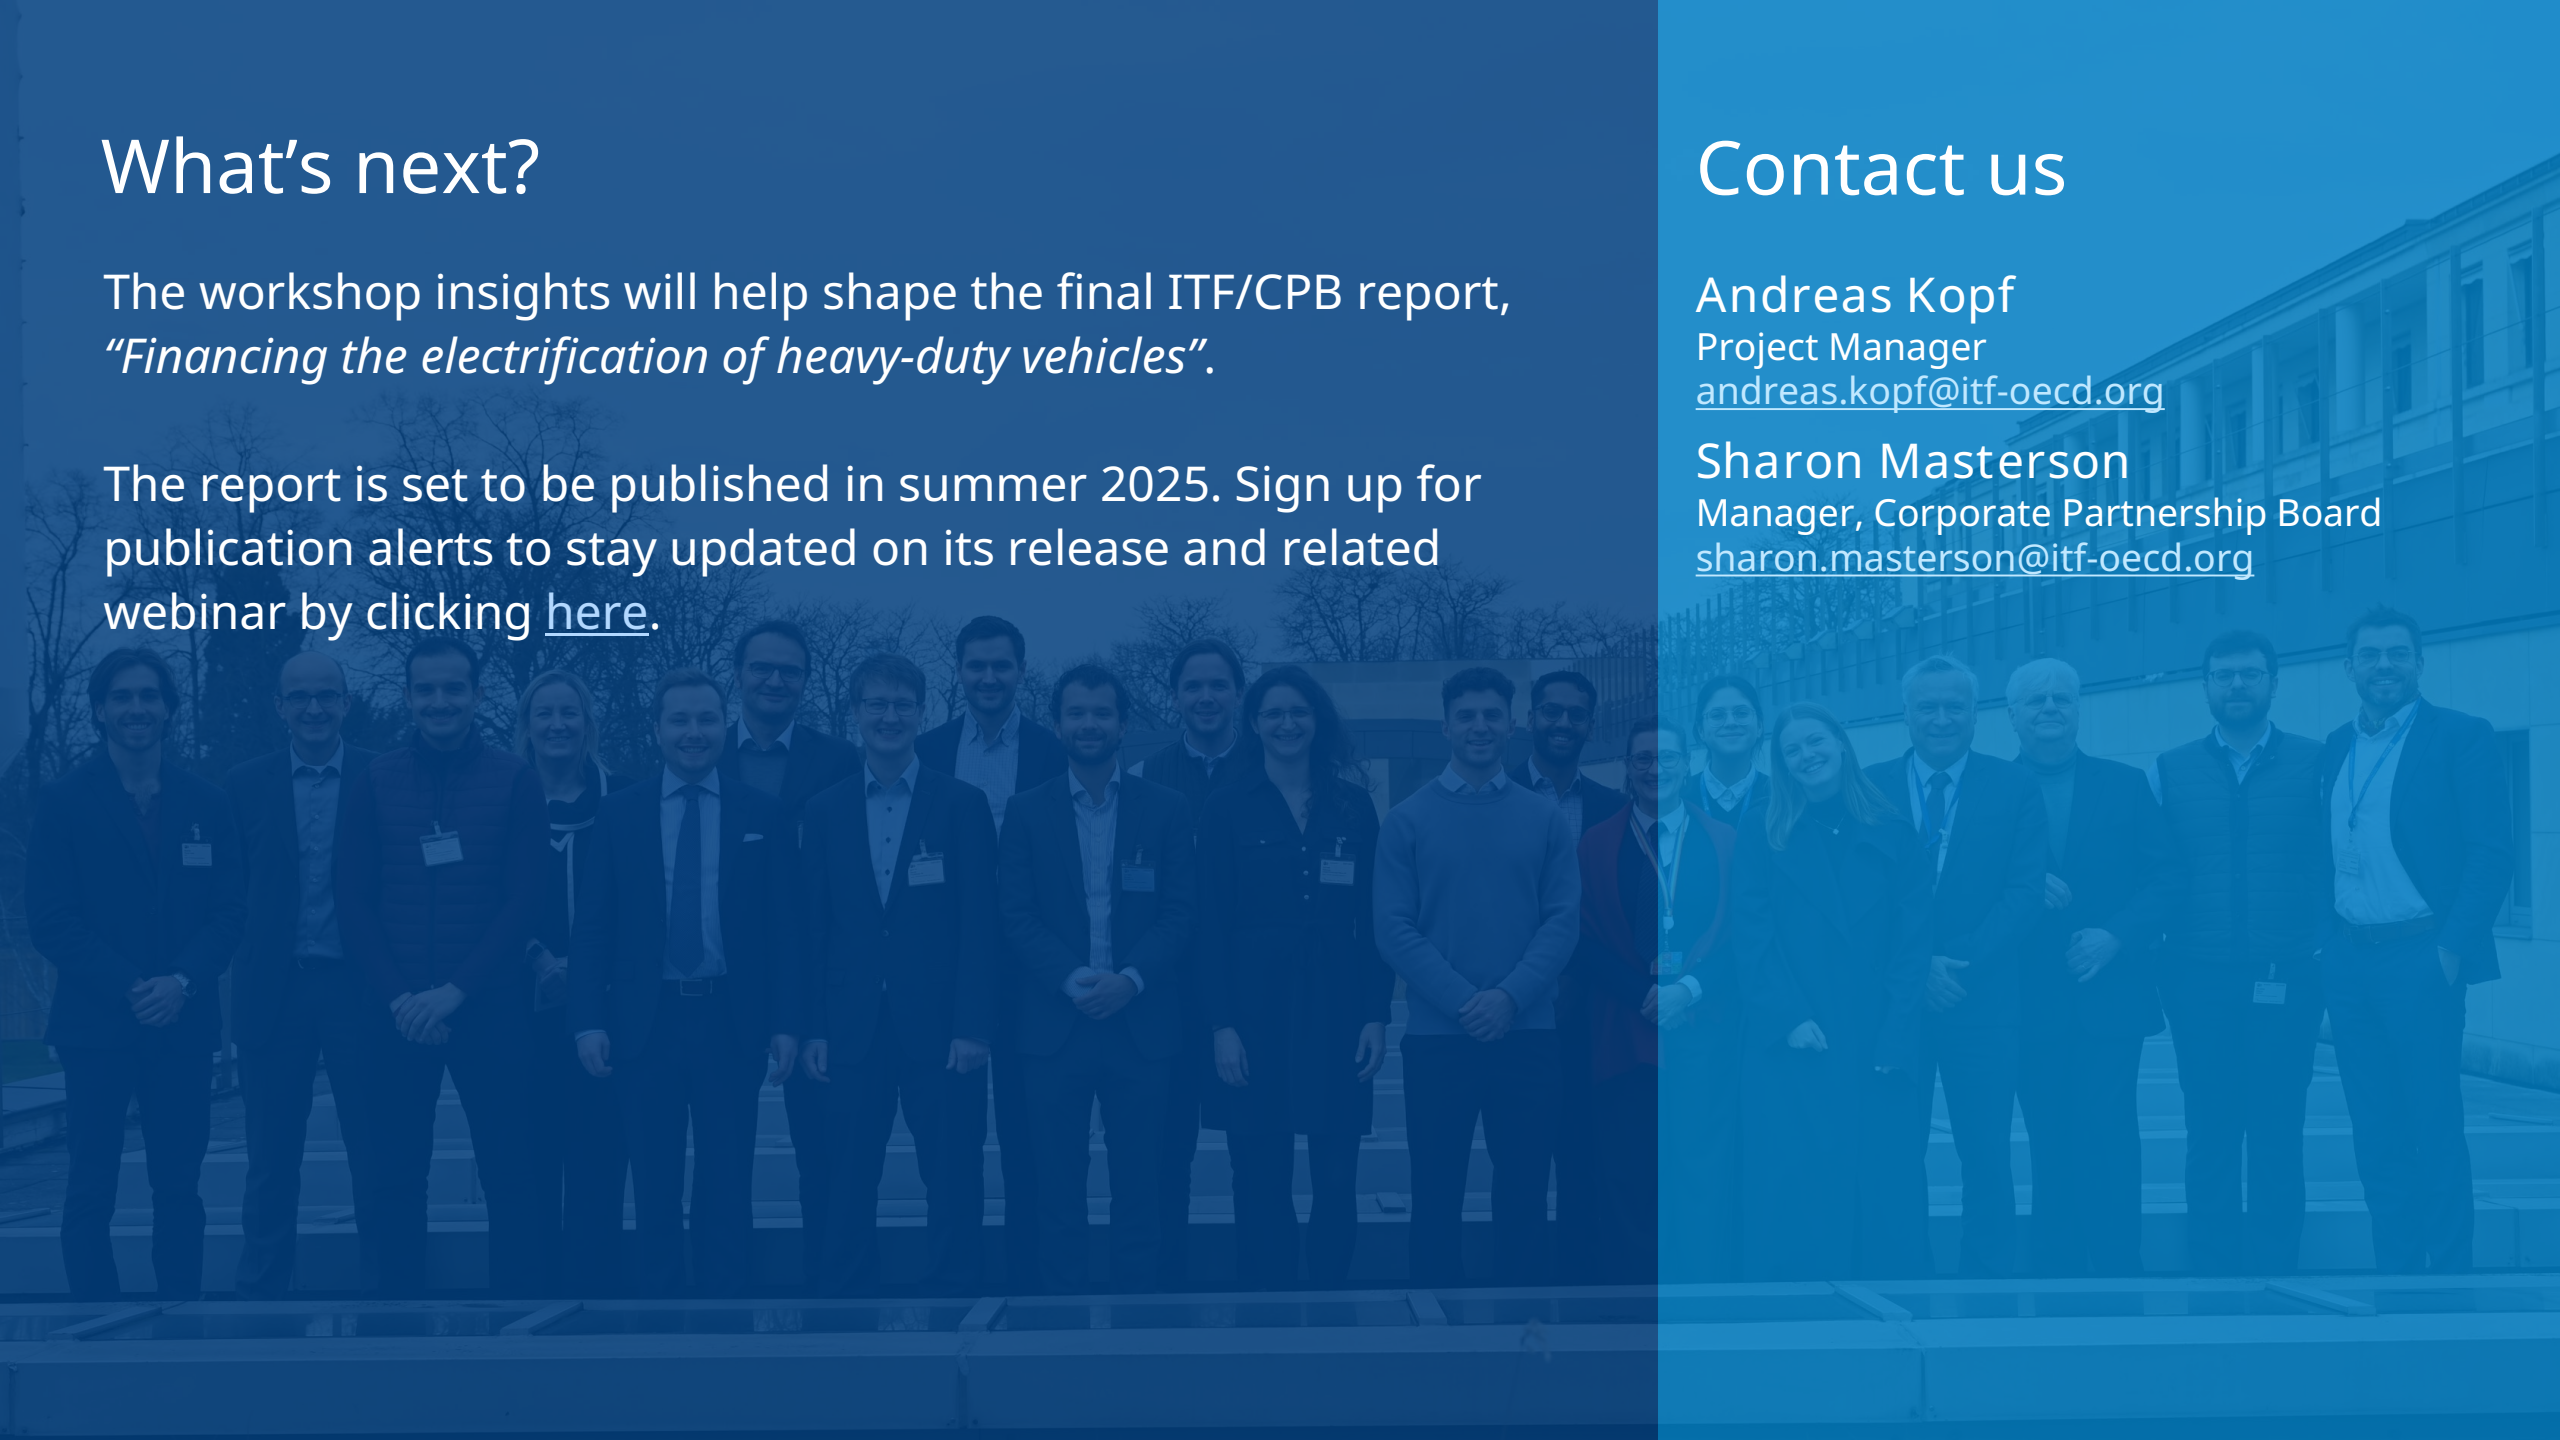 What’s next?
The workshop insights will help shape the final ITF/CPB report,
“Financing the electrification of heavy-duty vehicles”.
The report is set to be published in summer 2025. Sign up for
publication alerts to stay updated on its release and related
webinar by clicking here.
Contact us
Andreas Kopf
Project Manager
andreas.kopf@itf-oecd.org
Sharon Masterson
Manager, Corporate Partnership Board
sharon.masterson@itf-oecd.org